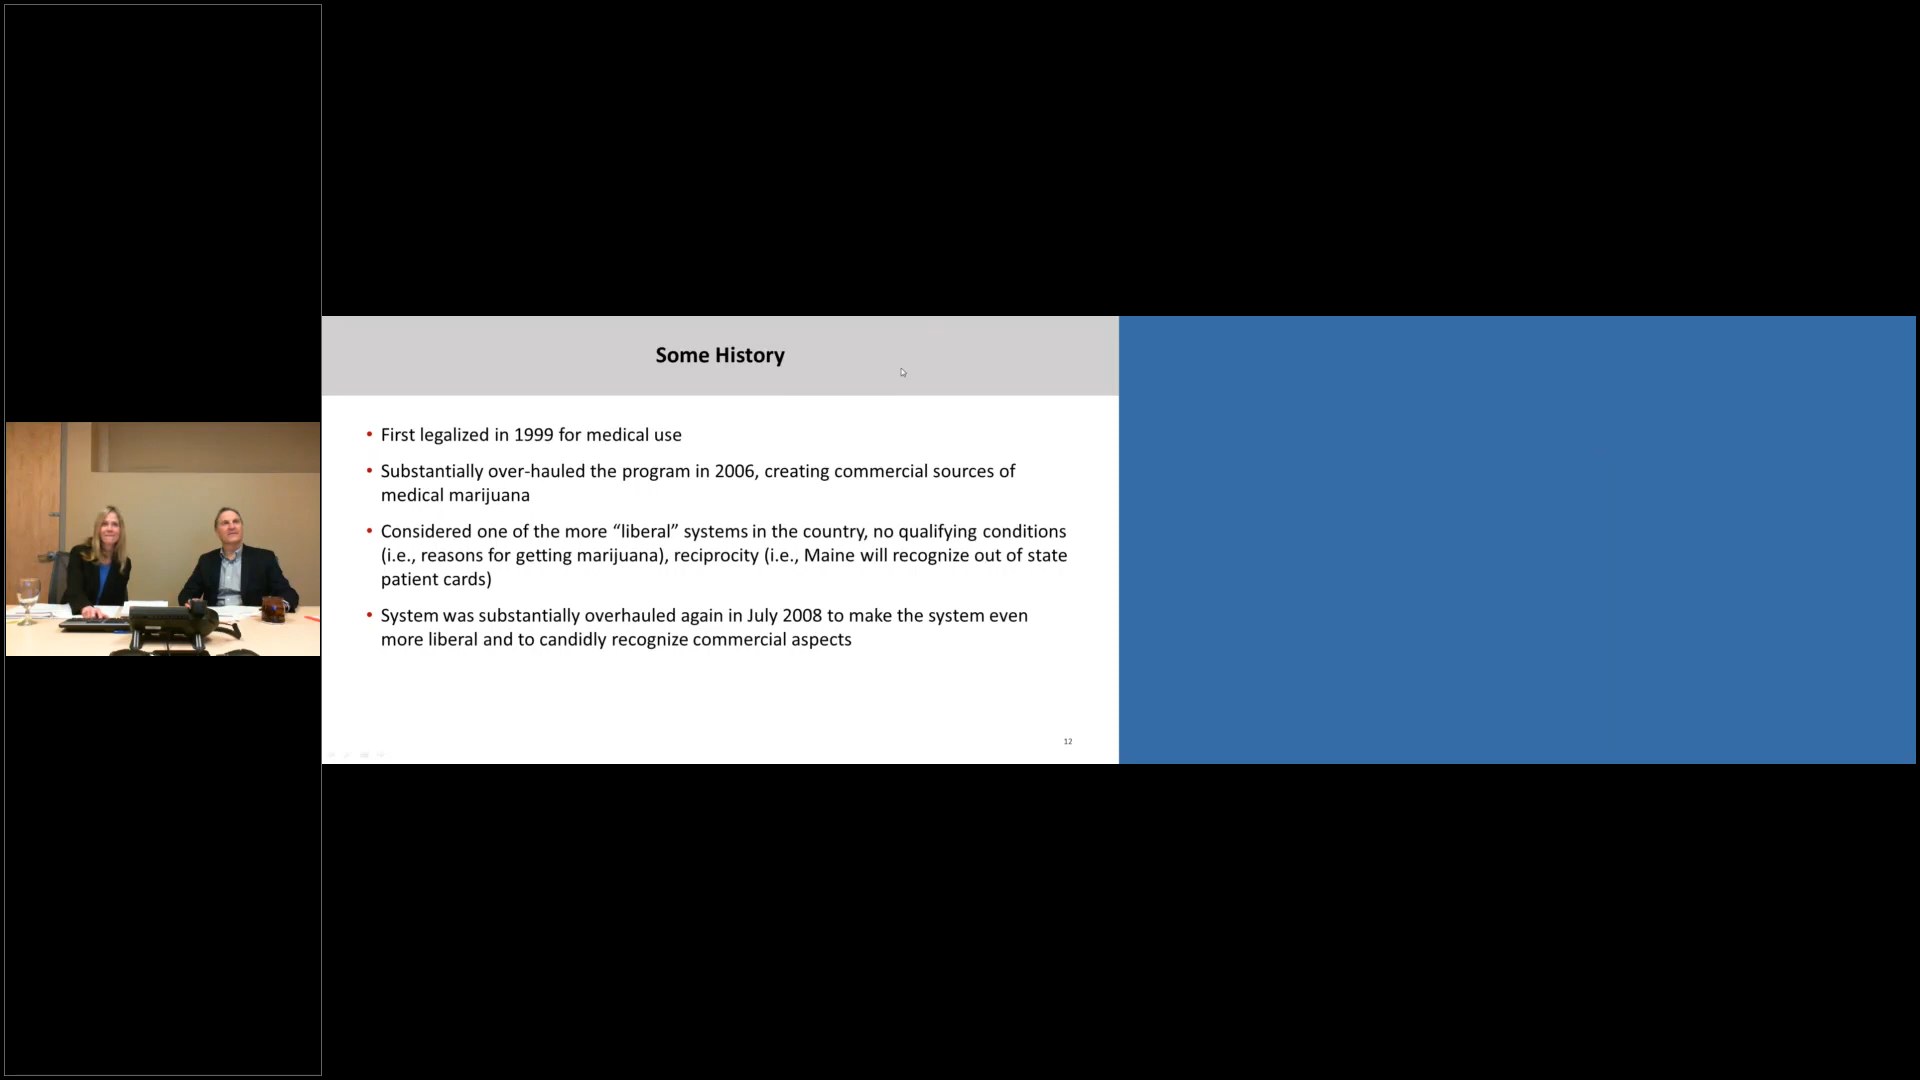 Some History
• First legalized in 1999 for medical use
• Substantially over-hauled the program in 2006, creating commercial sources of
medical marijuana
• Considered one of the more “liberal” systems in the country, no qualifying conditions
(i.e., reasons for getting marijuana), reciprocity (i.e., Maine will recognize out of state
patient cards)
• System was substantially overhauled again in July 2008 to make the system even
more liberal and to candidly recognize commercial aspects
12